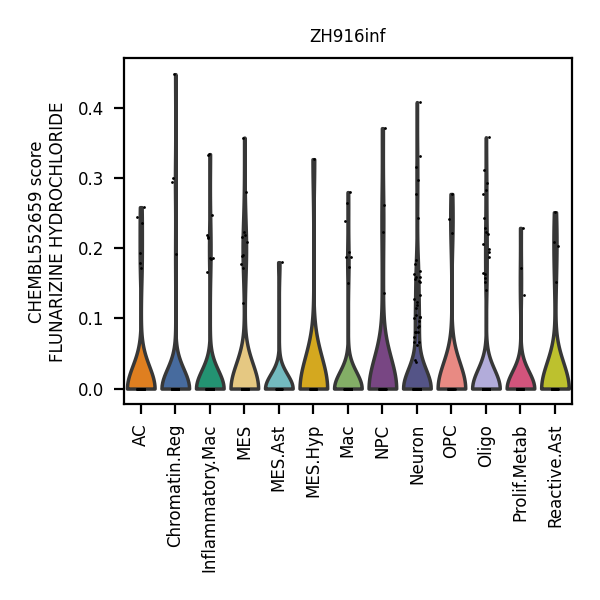 ZH916inf
CHEMBL552659 score
FLUNARIZINE HYDROCHLORIDE
0.4
0.3
0.2
0.1
0.0
AC
Chromatin.Reg
Inflammatory.Mac
MES
MES.Ast
MES.Hyp
Mac
NPC
Neuron
OPC
Oligo
Prolif.Metab
Reactive.Ast